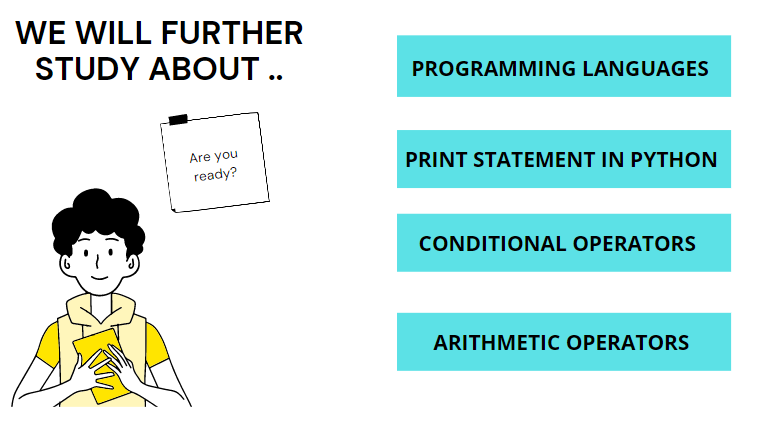 WE WILL FURTHER
STUDY ABOUT ..
Are you
ready?
PROGRAMMING LANGUAGES
PRINT STATEMENT IN PYTHON
CONDITIONAL OPERATORS
ARITHMETIC OPERATORS